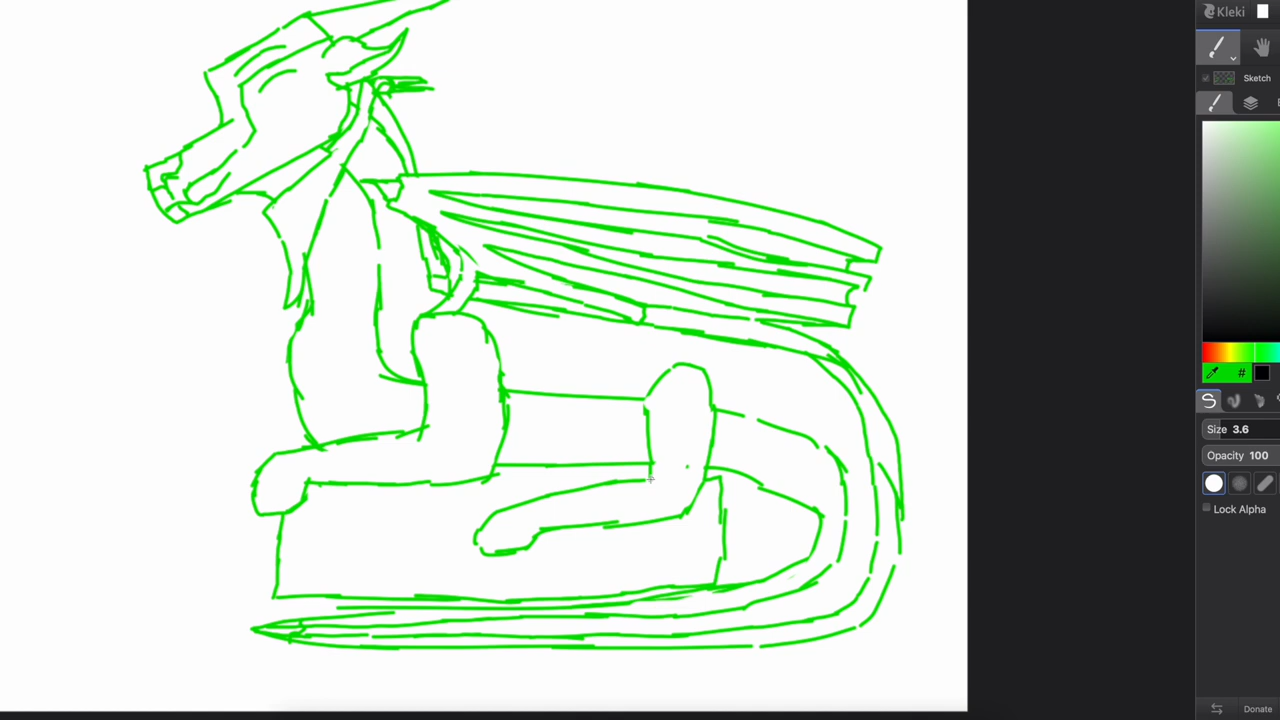 Kleki
Sketch
#
Size 3.6
Opacity 100
Lock Alpha
Donate